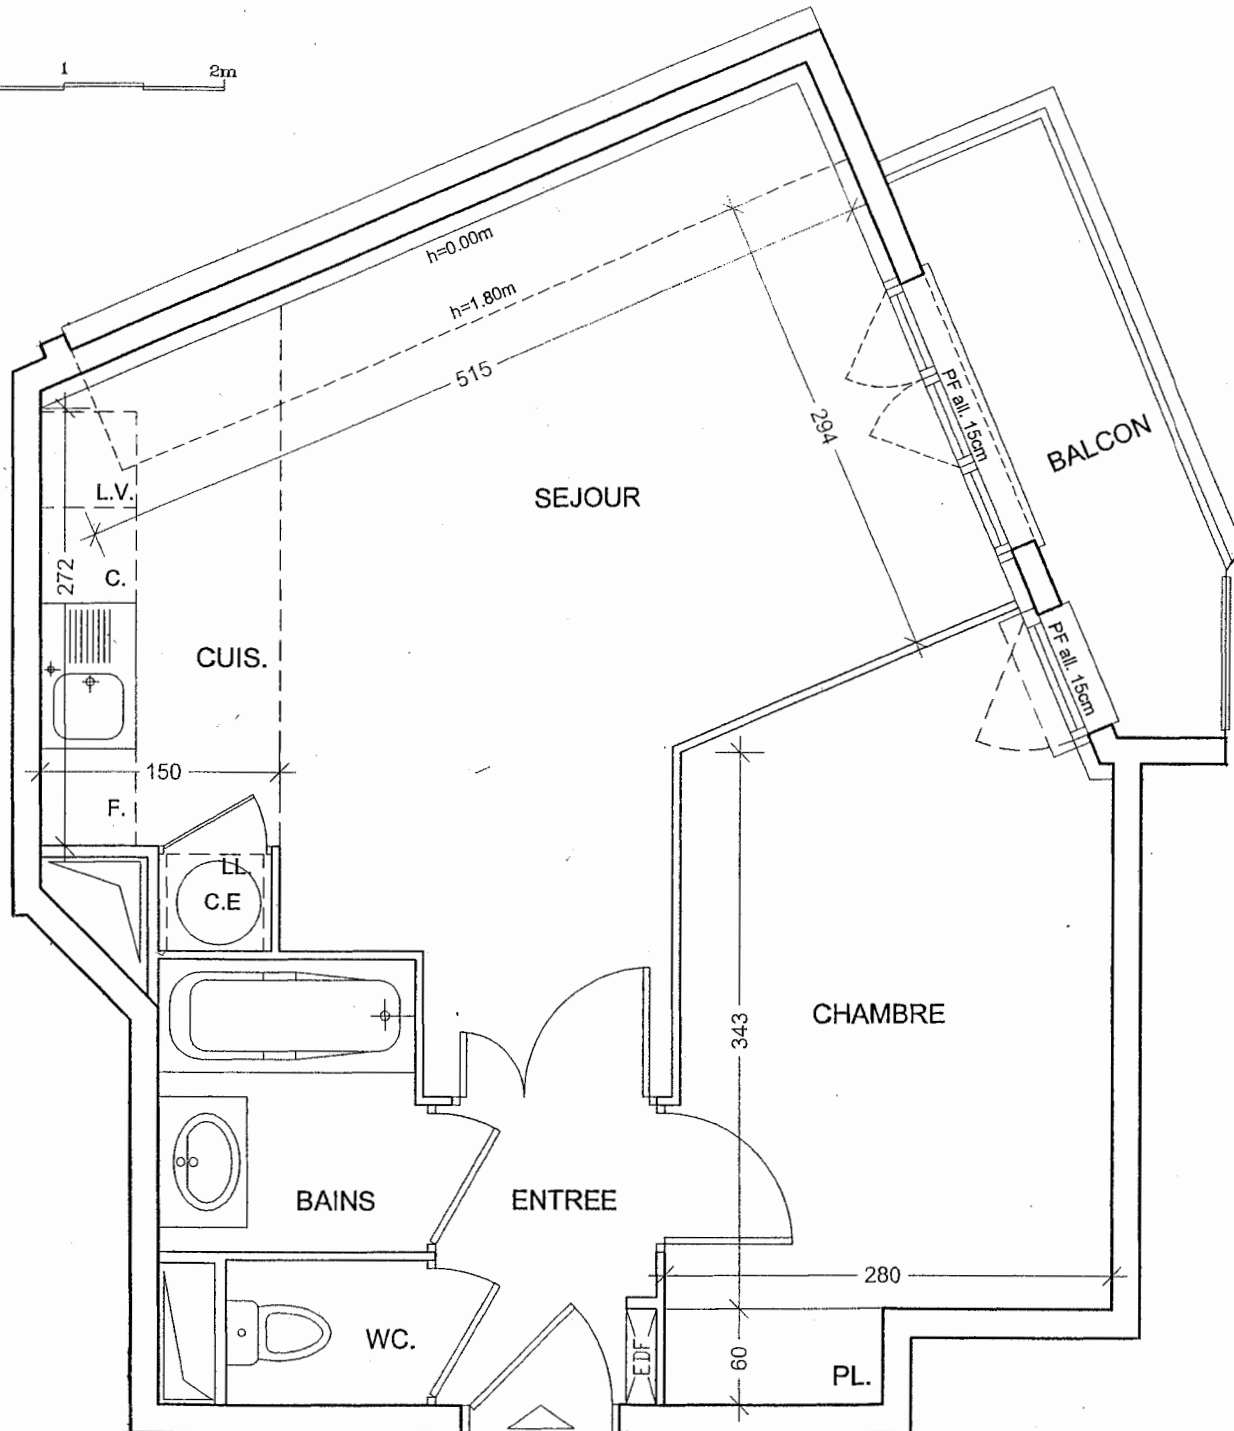 1 2m
h=0.00m
h=1.80m
515
294
PF all. 15cm
BALCON
L.V.
SEJOUR
272
C.
CUIS.
PF all. 15cm
150
F.
LL.
C.E
CHAMBRE
343
BAINS
ENTREE
280
WC.
EDF
60
PL.